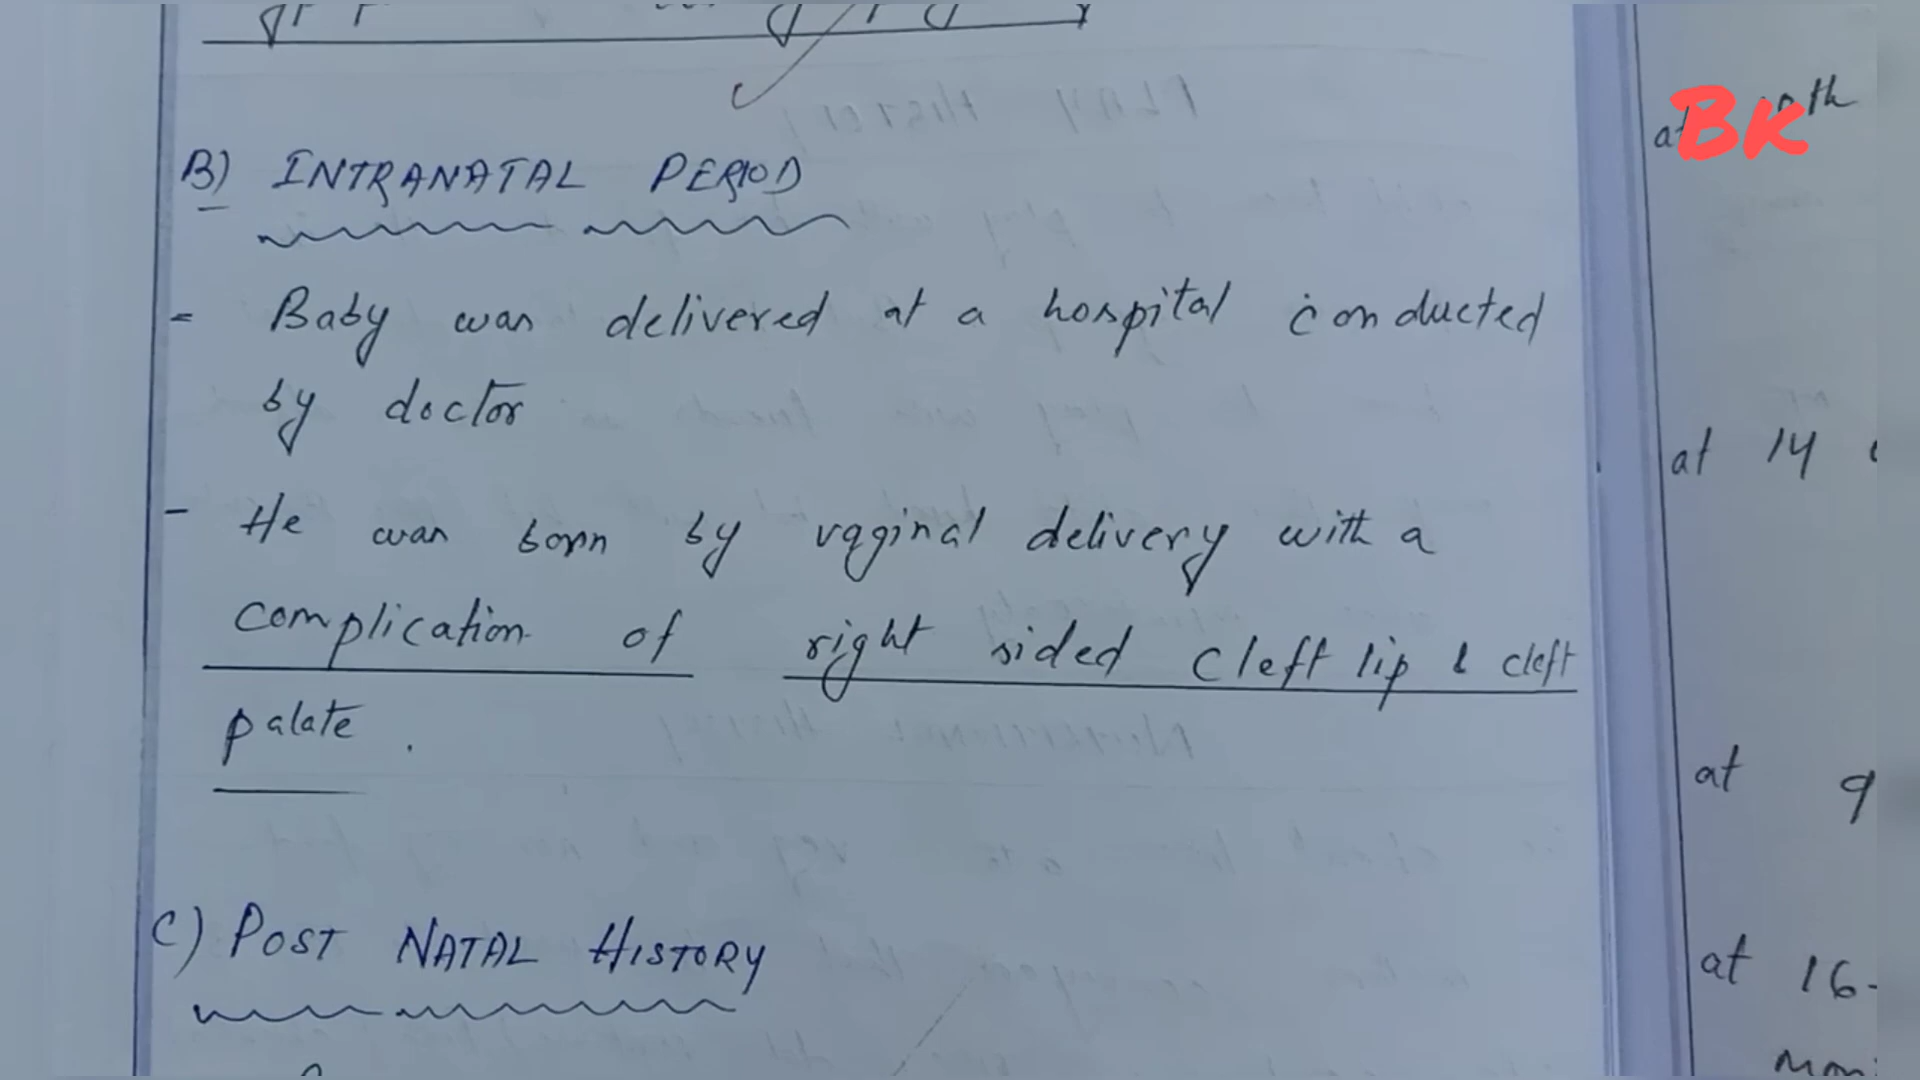 B) INTRANATAL PERIOD
- Baby was delivered at a hospital conducted
by doctor
- He was born by vaginal delivery with a
complication of right sided cleft lip & cleft
palate.
C) POST NATAL HISTORY
BK
at
at 14
at 9
at 16-